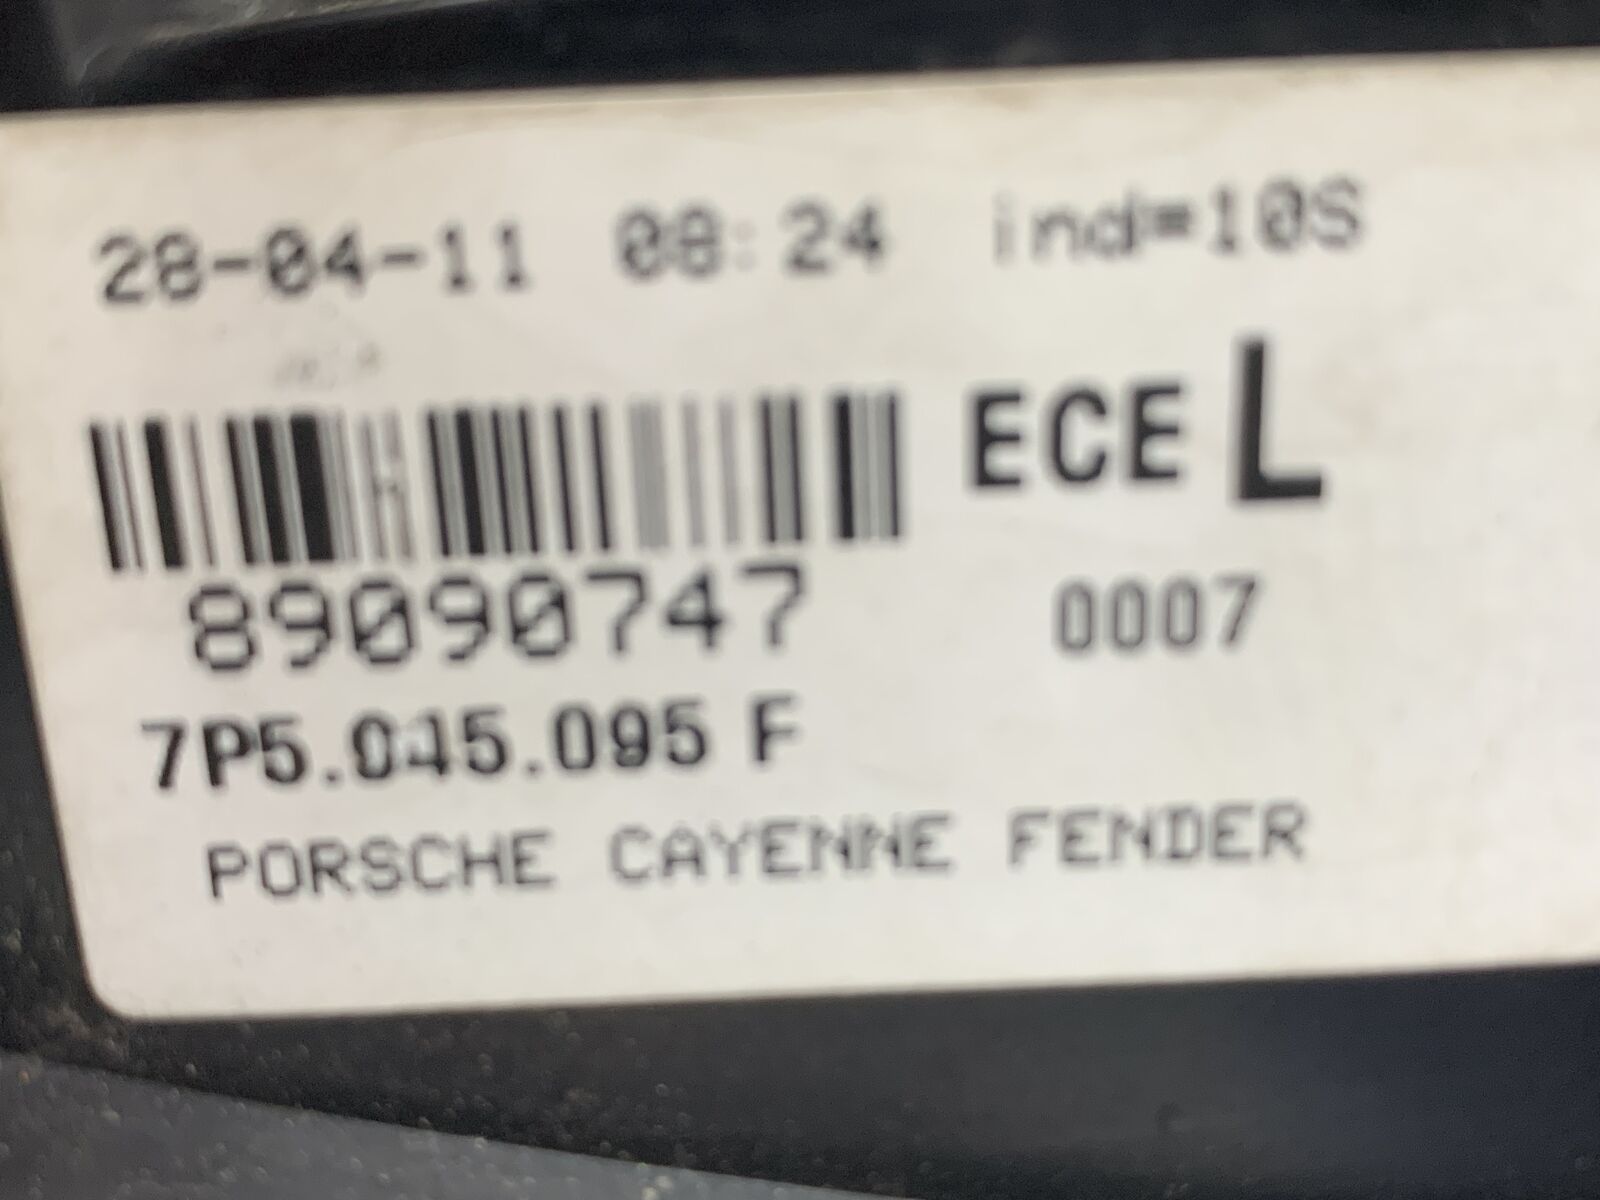 28-04-11 08:24 ind=10S
ECE L
89090747 0007
7P5.045.095 F
PORSCHE CAYENNE FENDER